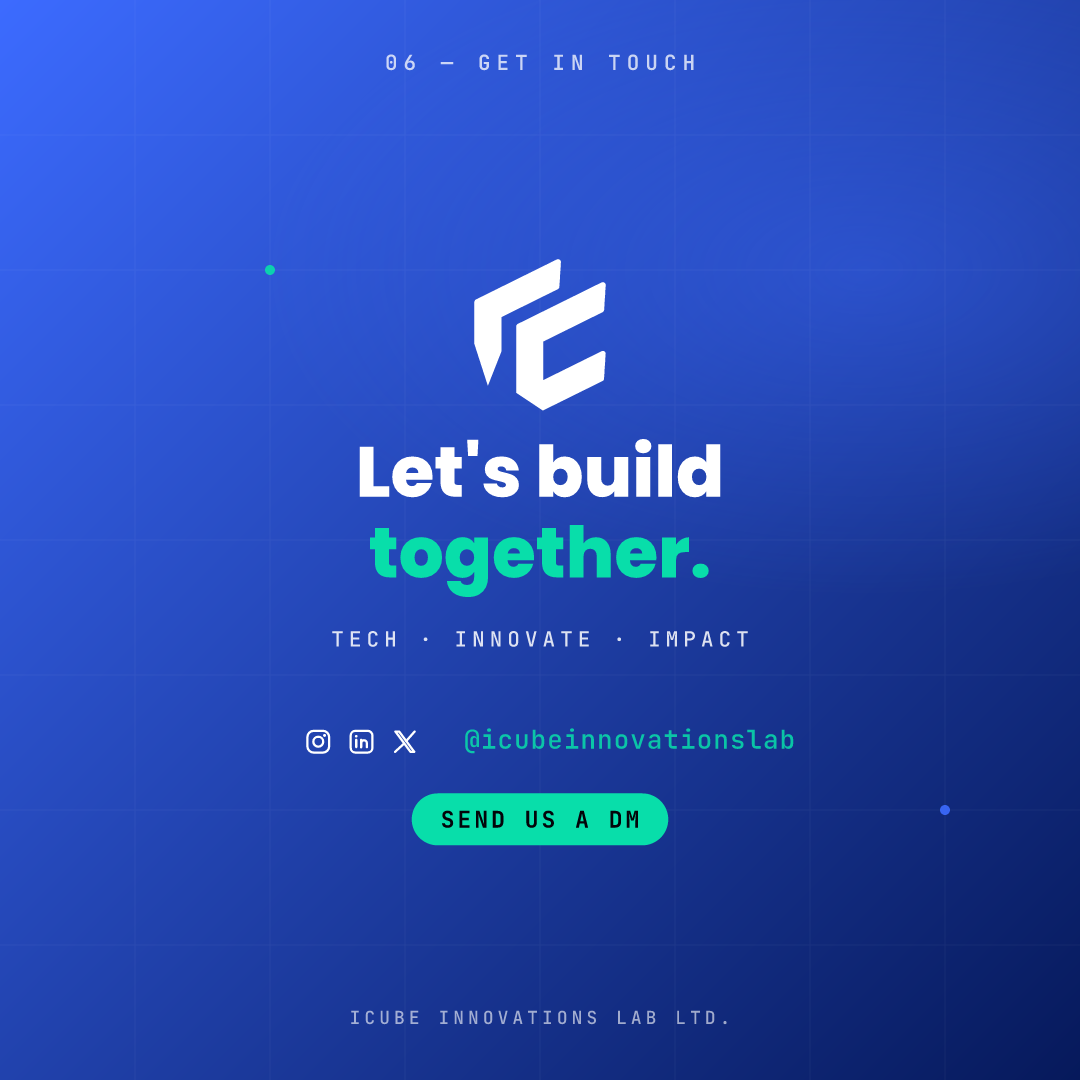 06 — GET IN TOUCH
Let's build
together.
TECH · INNOVATE · IMPACT
@icubeinnovationslab
SEND US A DM
ICUBE INNOVATIONS LAB LTD.